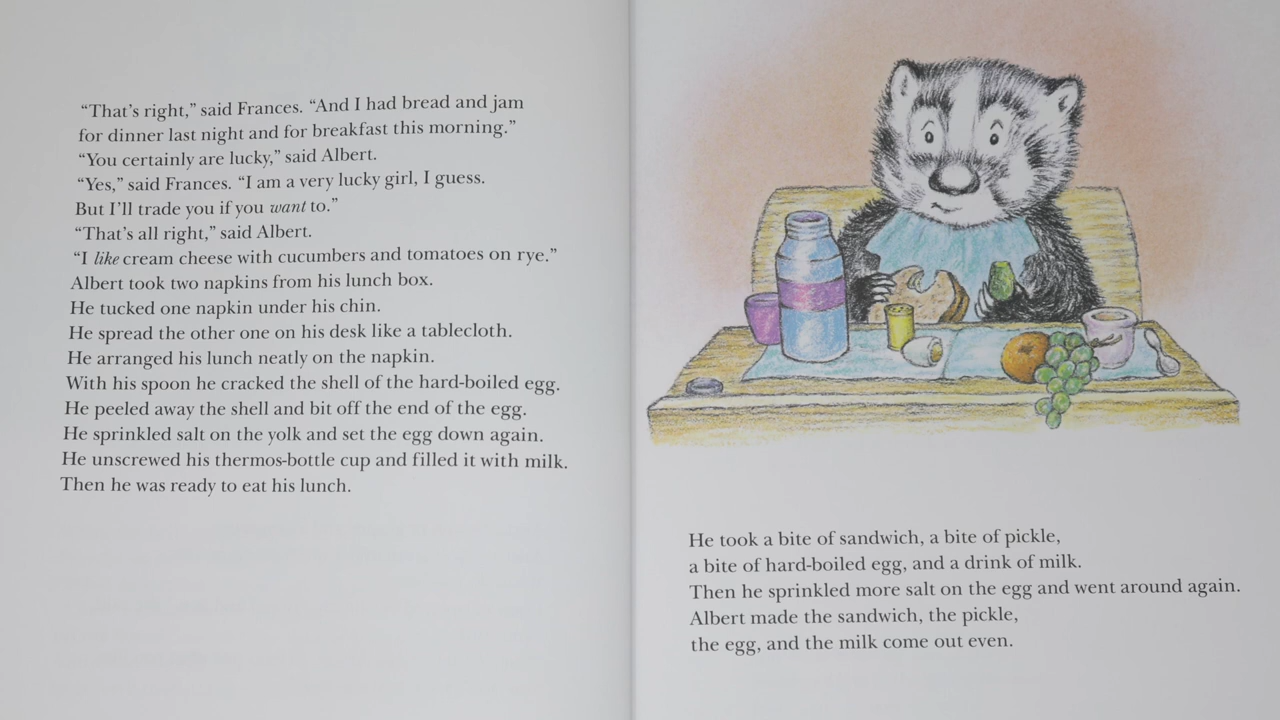 “That’s right,” said Frances. “And I had bread and jam
for dinner last night and for breakfast this morning.”
“You certainly are lucky,” said Albert.
“Yes,” said Frances. “I am a very lucky girl, I guess.
But I’ll trade you if you want to.”
“That’s all right,” said Albert.
“I like cream cheese with cucumbers and tomatoes on rye.”
Albert took two napkins from his lunch box.
He tucked one napkin under his chin.
He spread the other one on his desk like a tablecloth.
He arranged his lunch neatly on the napkin.
With his spoon he cracked the shell of the hard-boiled egg.
He peeled away the shell and bit off the end of the egg.
He sprinkled salt on the yolk and set the egg down again.
He unscrewed his thermos-bottle cup and filled it with milk.
Then he was ready to eat his lunch.
He took a bite of sandwich, a bite of pickle,
a bite of hard-boiled egg, and a drink of milk.
Then he sprinkled more salt on the egg and went around again.
Albert made the sandwich, the pickle,
the egg, and the milk come out even.